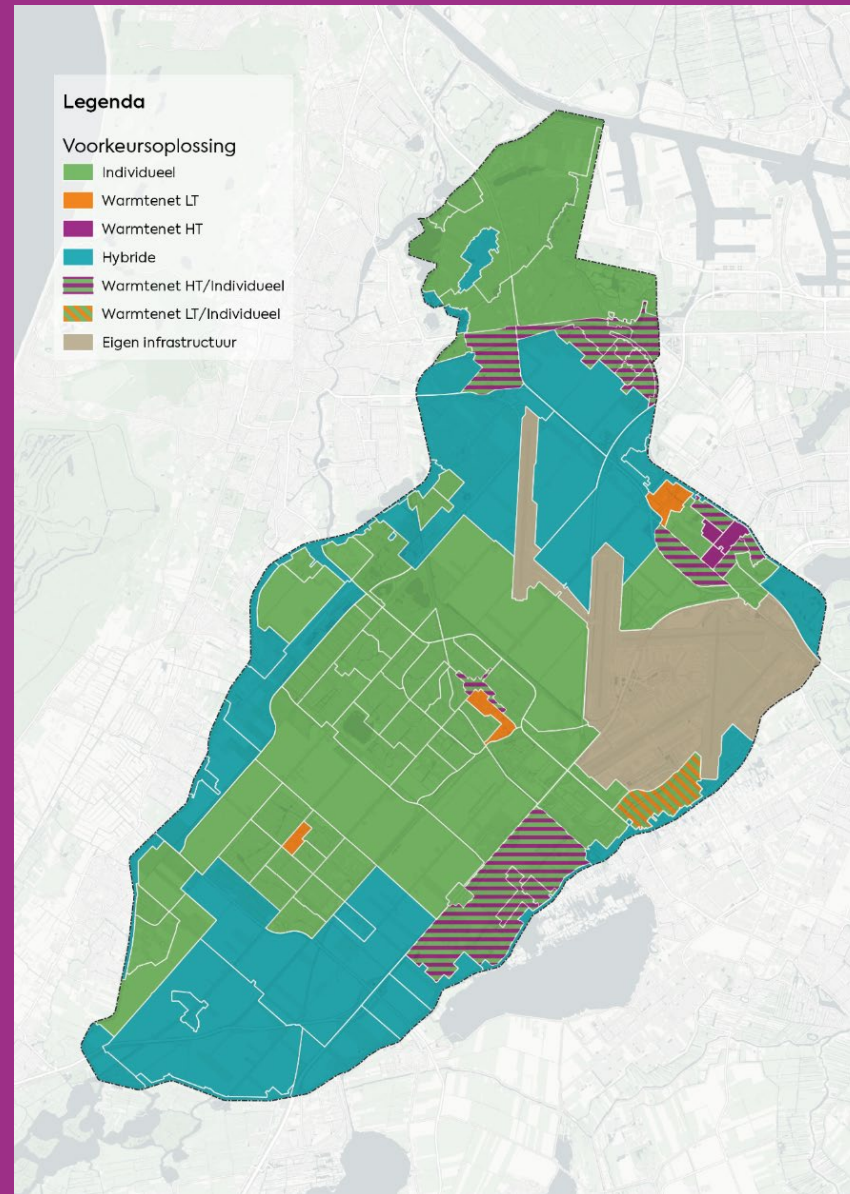 Legenda
Voorkeursoplossing
Individueel
Warmtenet LT
Warmtenet HT
Hybride
Warmtenet HT/Individueel
Warmtenet LT/Individueel
Eigen infrastructuur